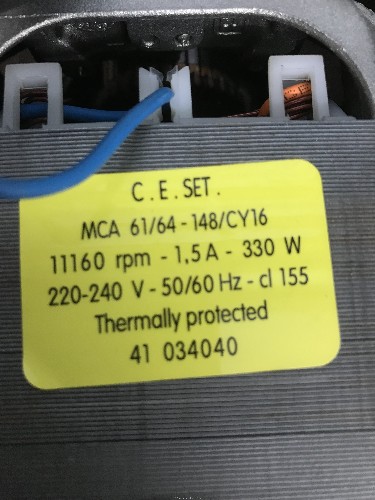 C.E.SET.
MCA 61/64-148/CY16
11160 rpm - 1,5A - 330 W
220-240 V - 50/60 Hz - cl 155
Thermally protected
41 034040